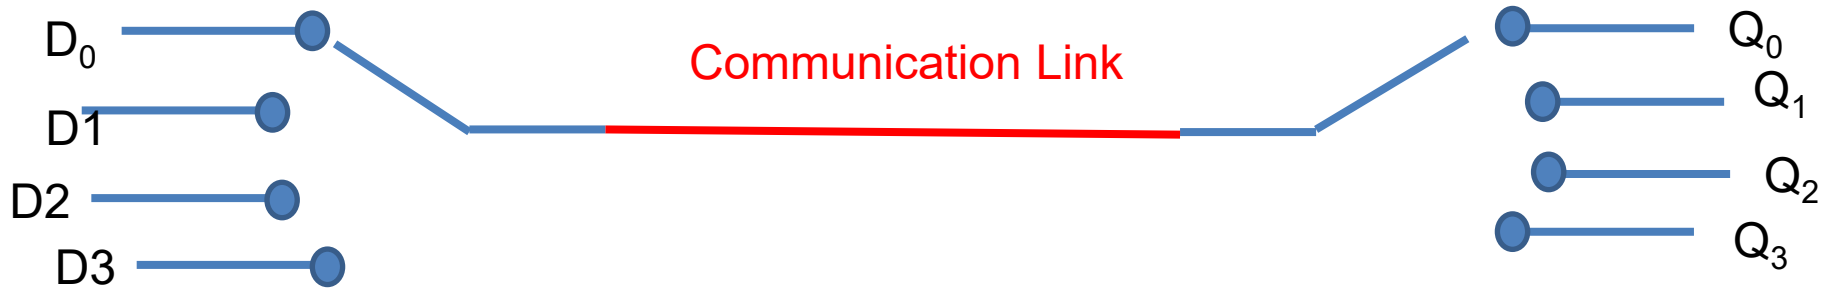 D₀
Communication Link
Q₀
D1
Q₁
D2
Q₂
D3
Q₃